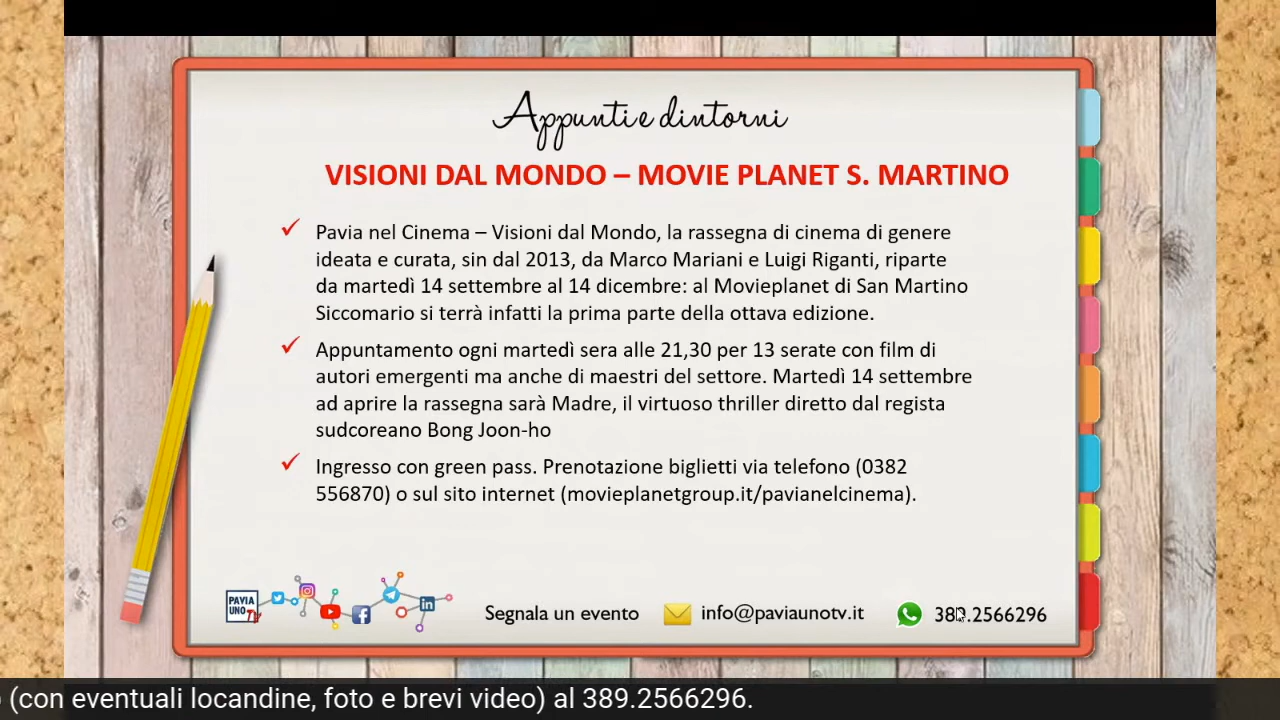 Appunti e dintorni
VISIONI DAL MONDO – MOVIE PLANET S. MARTINO
Pavia nel Cinema – Visioni dal Mondo, la rassegna di cinema di genere
ideata e curata, sin dal 2013, da Marco Mariani e Luigi Riganti, riparte
da martedì 14 settembre al 14 dicembre: al Movieplanet di San Martino
Siccomario si terrà infatti la prima parte della ottava edizione.
Appuntamento ogni martedì sera alle 21,30 per 13 serate con film di
autori emergenti ma anche di maestri del settore. Martedì 14 settembre
ad aprire la rassegna sarà Madre, il virtuoso thriller diretto dal regista
sudcoreano Bong Joon-ho
Ingresso con green pass. Prenotazione biglietti via telefono (0382
556870) o sul sito internet (movieplanetgroup.it/pavianelcinema).
PAVIA
UNO TV
Segnala un evento info@paviaunotv.it 389.2566296
(con eventuali locandine, foto e brevi video) al 389.2566296.